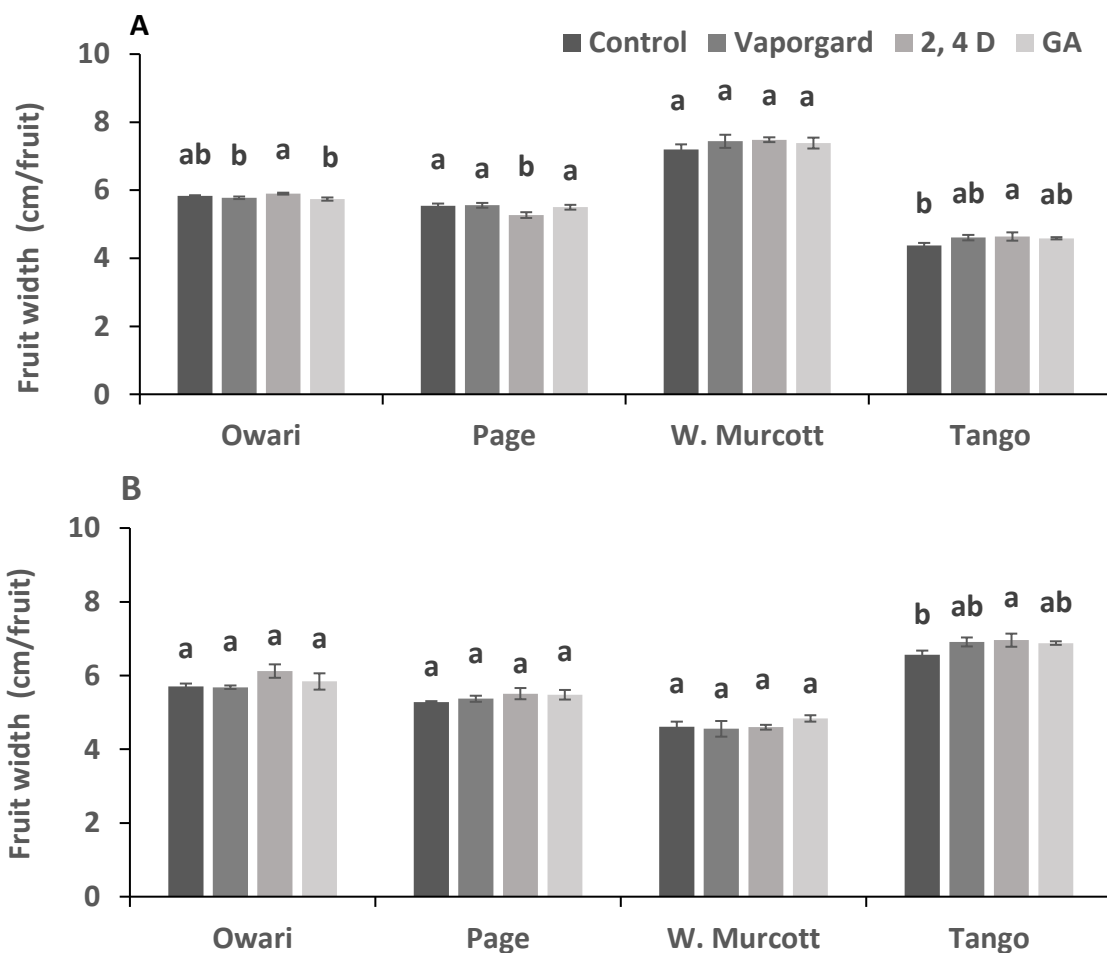 A
Control Vaporgard 2, 4 D GA
Fruit width (cm/fruit)
10
8
6
4
2
0
ab b a b
a a b a
a a a a
b ab a ab
Owari Page W. Murcott Tango
B
Fruit width (cm/fruit)
10
8
6
4
2
0
a a a a
a a a a
a a a a
b ab a ab
Owari Page W. Murcott Tango